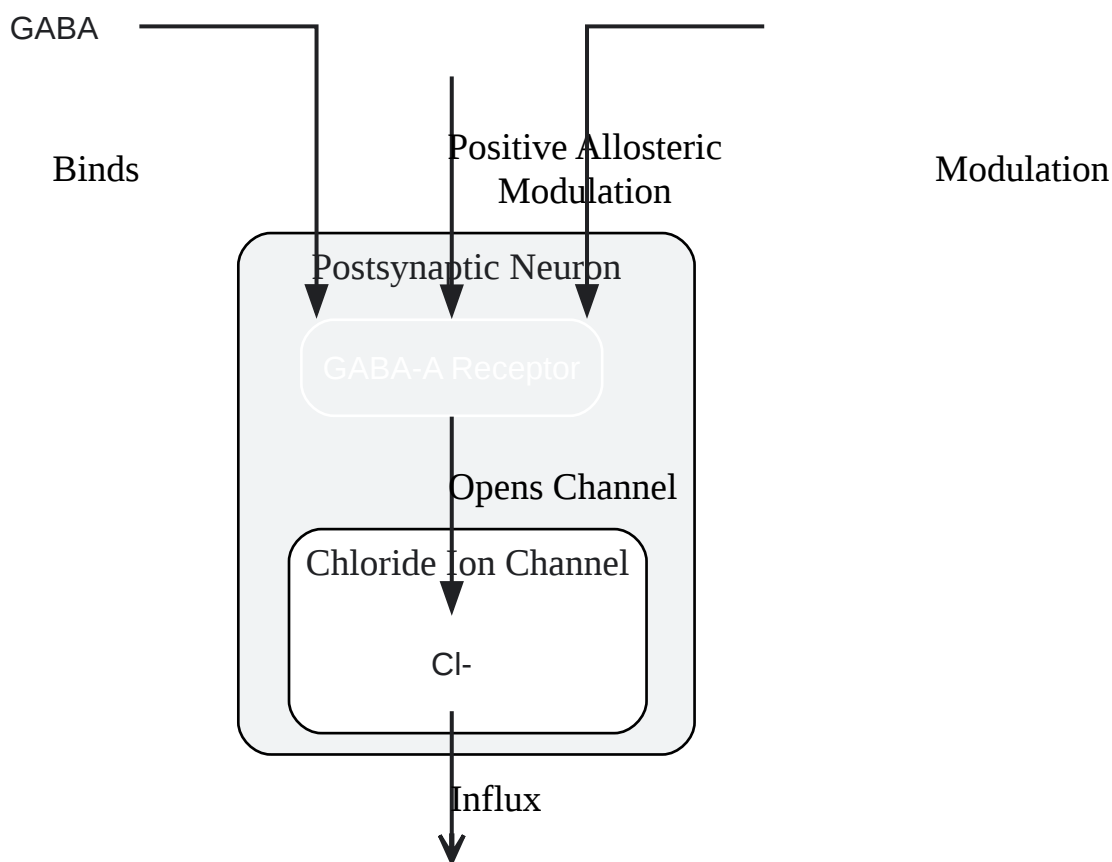 GABA
Binds
Positive Allosteric
Modulation
Modulation
Postsynaptic Neuron
GABA-A Receptor
Opens Channel
Chloride Ion Channel
Cl-
Influx